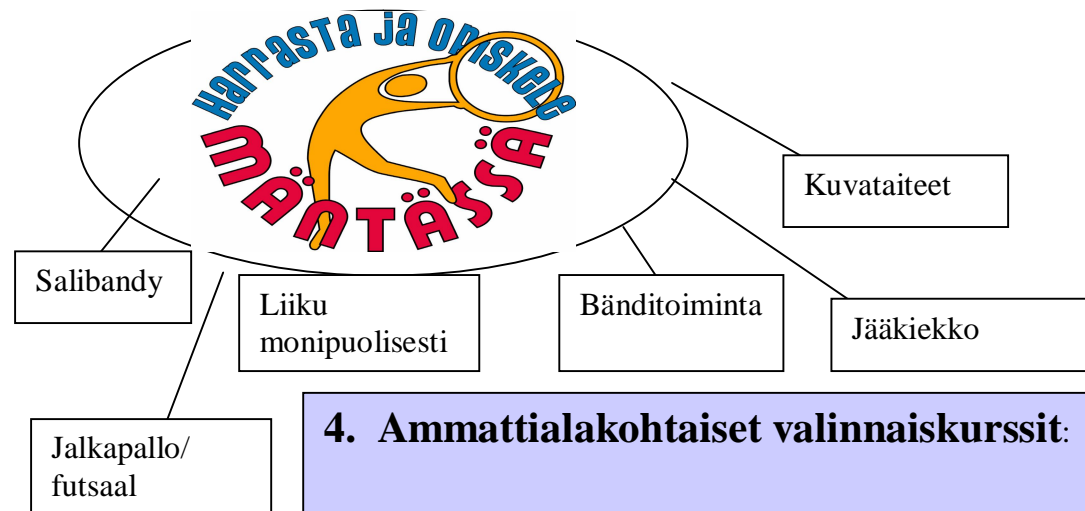 Harrasta ja opiskele
MÄNTÄSSÄ
Kuvataiteet
Salibandy
Liiku
monipuolisesti
Bänditoiminta
Jääkiekko
Jalkapallo/
futsaal
4. Ammattialakohtaiset valinnaiskurssit: